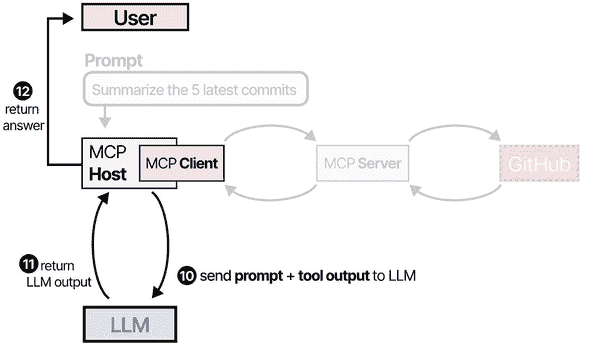 User
Prompt
Summarize the 5 latest commits
12
return
answer
MCP
Host
MCP Client
MCP Server
GitHub
11 return
LLM output
10 send prompt + tool output to LLM
LLM